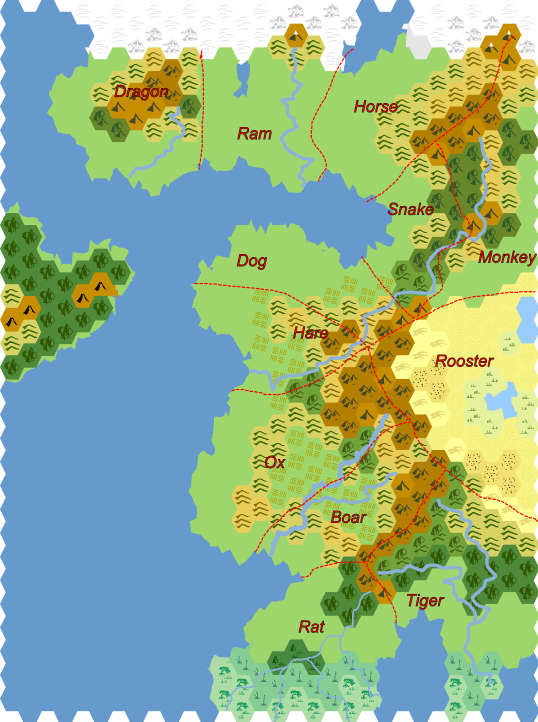 Dragon
Horse
Ram
Snake
Monkey
Dog
Hare
Rooster
Ox
Boar
Tiger
Rat